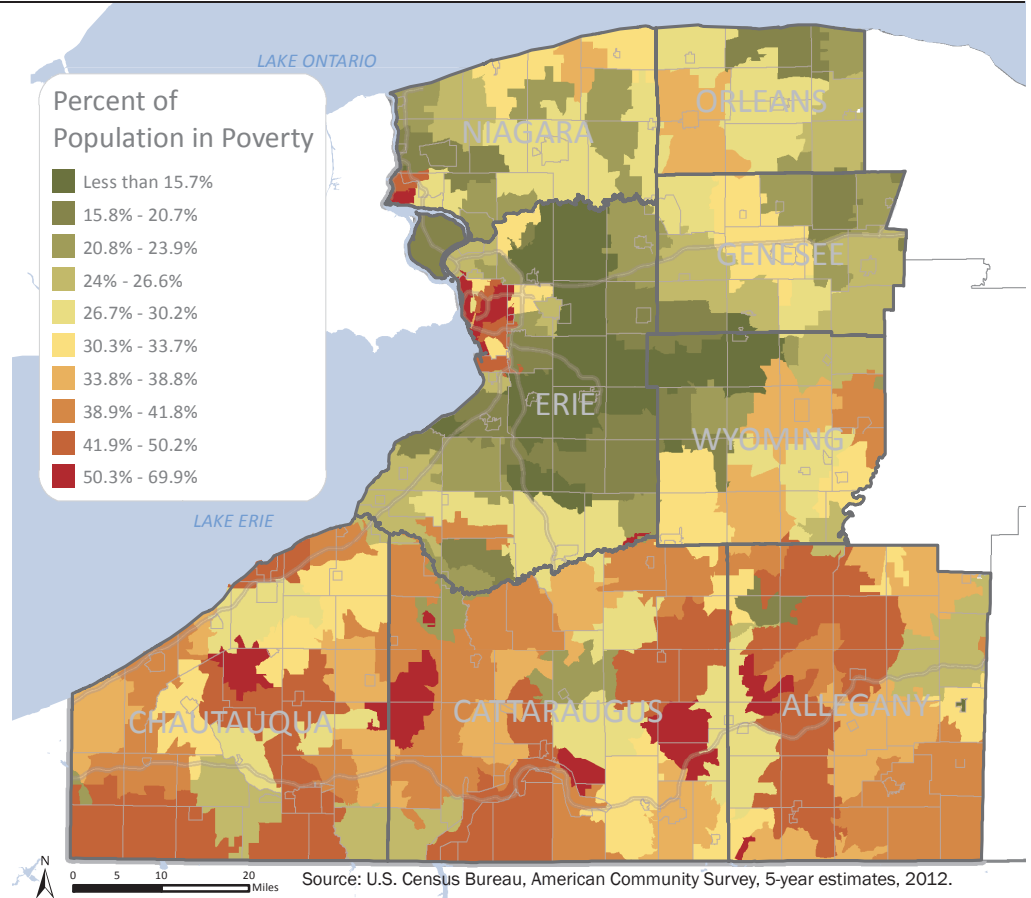 LAKE ONTARIO
Percent of
Population in Poverty
Less than 15.7%
15.8% - 20.7%
20.8% - 23.9%
24% - 26.6%
26.7% - 30.2%
30.3% - 33.7%
33.8% - 38.8%
38.9% - 41.8%
41.9% - 50.2%
50.3% - 69.9%
NIAGARA
ORLEANS
GENESEE
ERIE
WYOMING
LAKE ERIE
CHAUTAUQUA
CATTARAUGUS
ALLEGANY
N
0 5 10 20
Miles
Source: U.S. Census Bureau, American Community Survey, 5-year estimates, 2012.